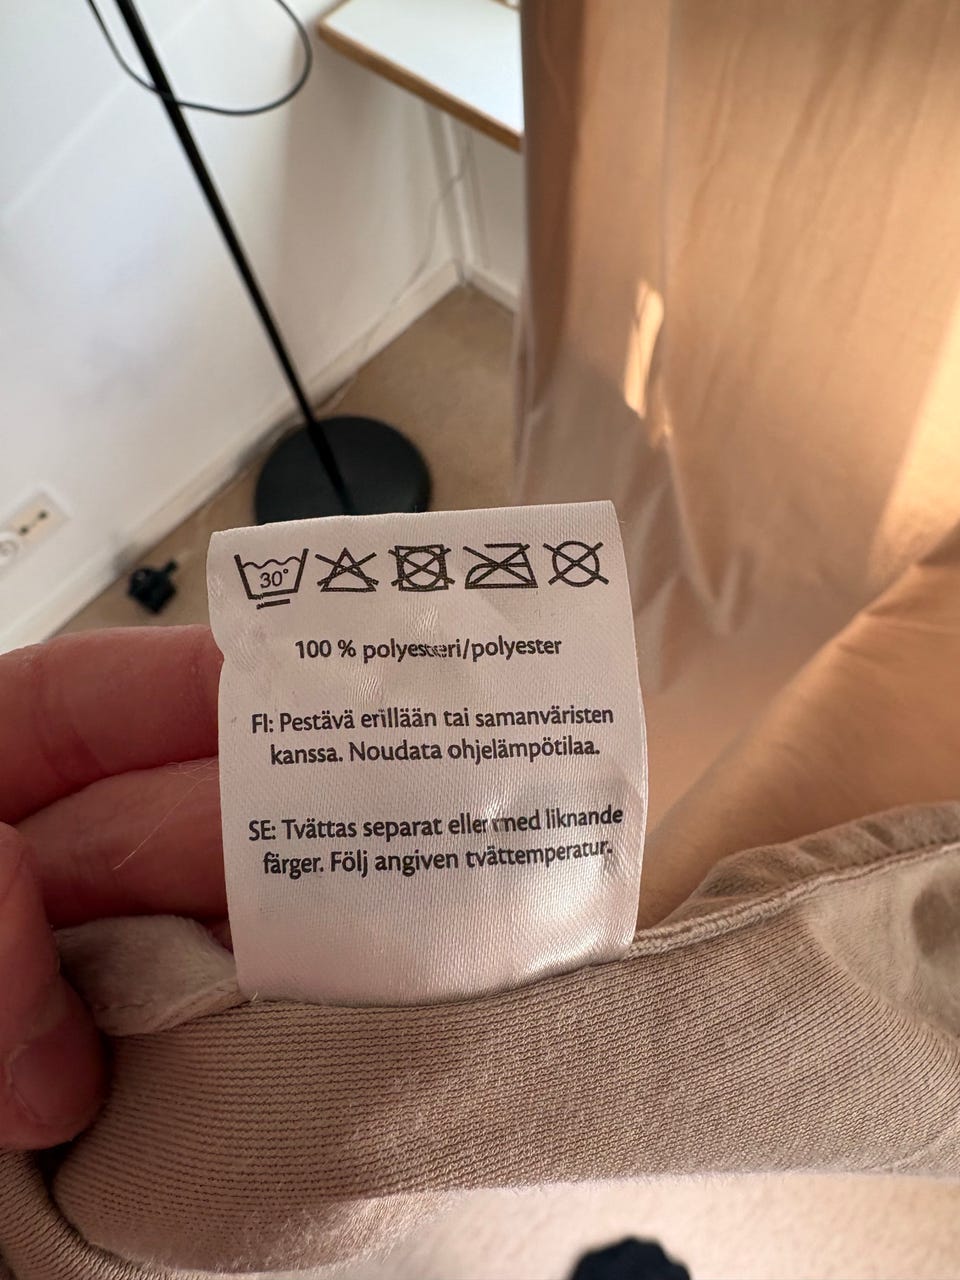 30°
100 % polyesteri/polyester
FI: Pestävä erillään tai samanväristen
kanssa. Noudata ohjelämpötilaa.
SE: Tvättas separat eller med liknande
färger. Följ angiven tvättemperatur.